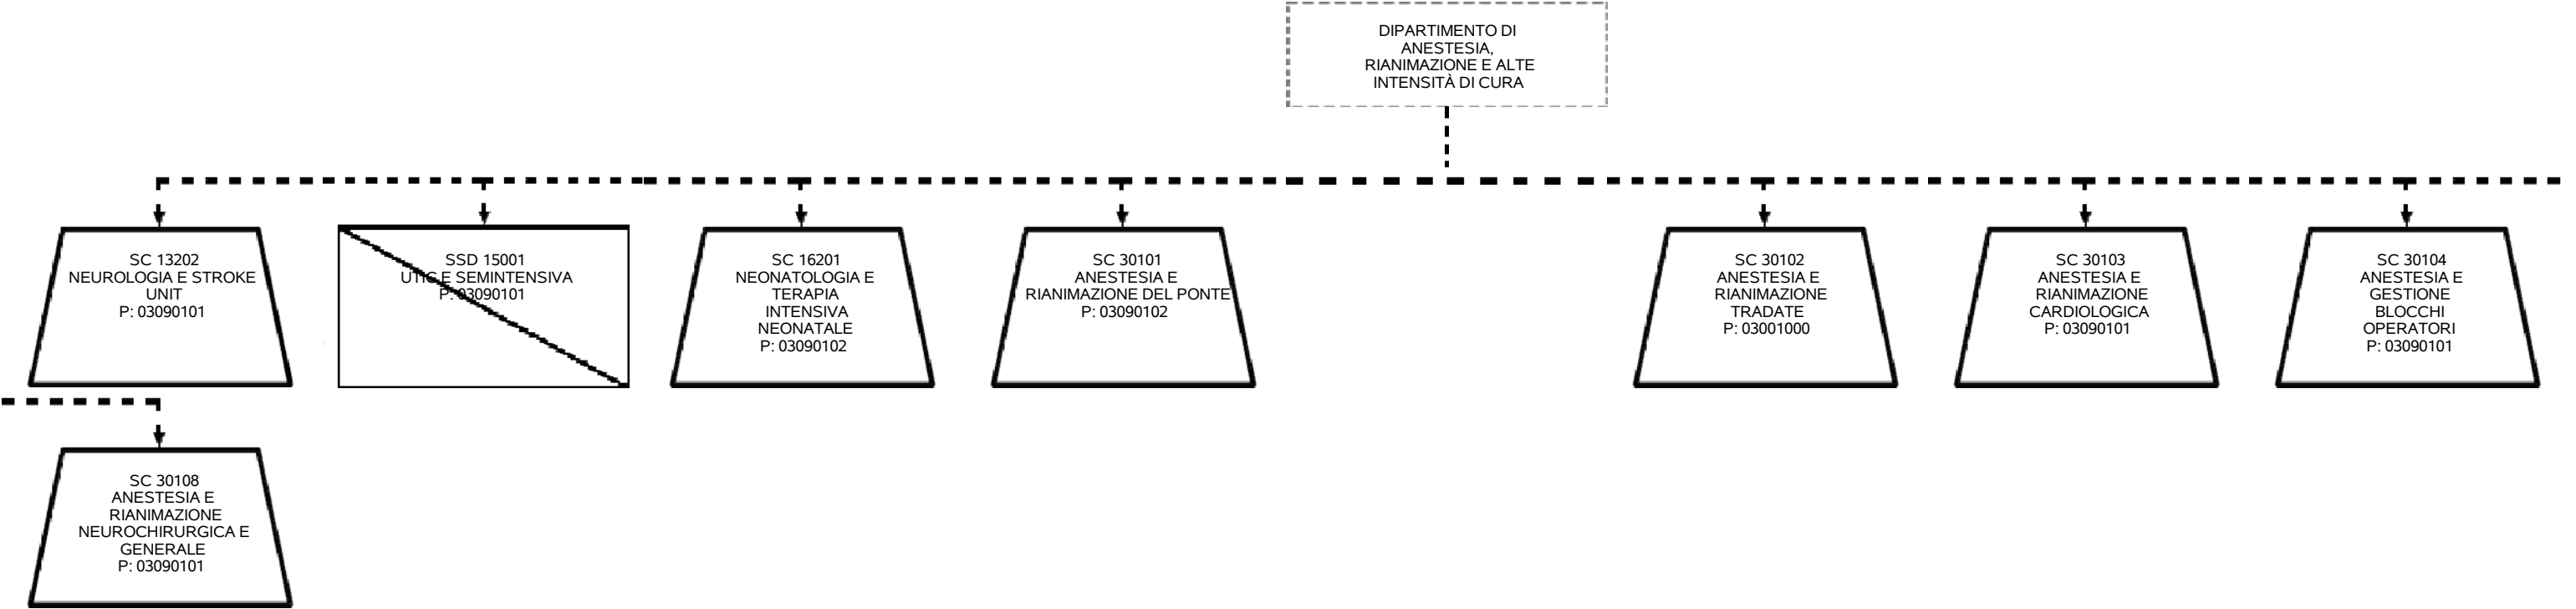 DIPARTIMENTO DI
ANESTESIA,
RIANIMAZIONE E ALTE
INTENSITÀ DI CURA
SC 13202
NEUROLOGIA E STROKE
UNIT
P: 03090101
SSD 15001
UTIC E SEMINTENSIVA
P: 03090101
SC 16201
NEONATOLOGIA E
TERAPIA
INTENSIVA
NEONATALE
P: 03090102
SC 30101
ANESTESIA E
RIANIMAZIONE DEL PONTE
P: 03090102
SC 30102
ANESTESIA E
RIANIMAZIONE
TRADATE
P: 03001000
SC 30103
ANESTESIA E
RIANIMAZIONE
CARDIOLOGICA
P: 03090101
SC 30104
ANESTESIA E
GESTIONE
BLOCCHI
OPERATORI
P: 03090101
SC 30108
ANESTESIA E
RIANIMAZIONE
NEUROCHIRURGICA E
GENERALE
P: 03090101